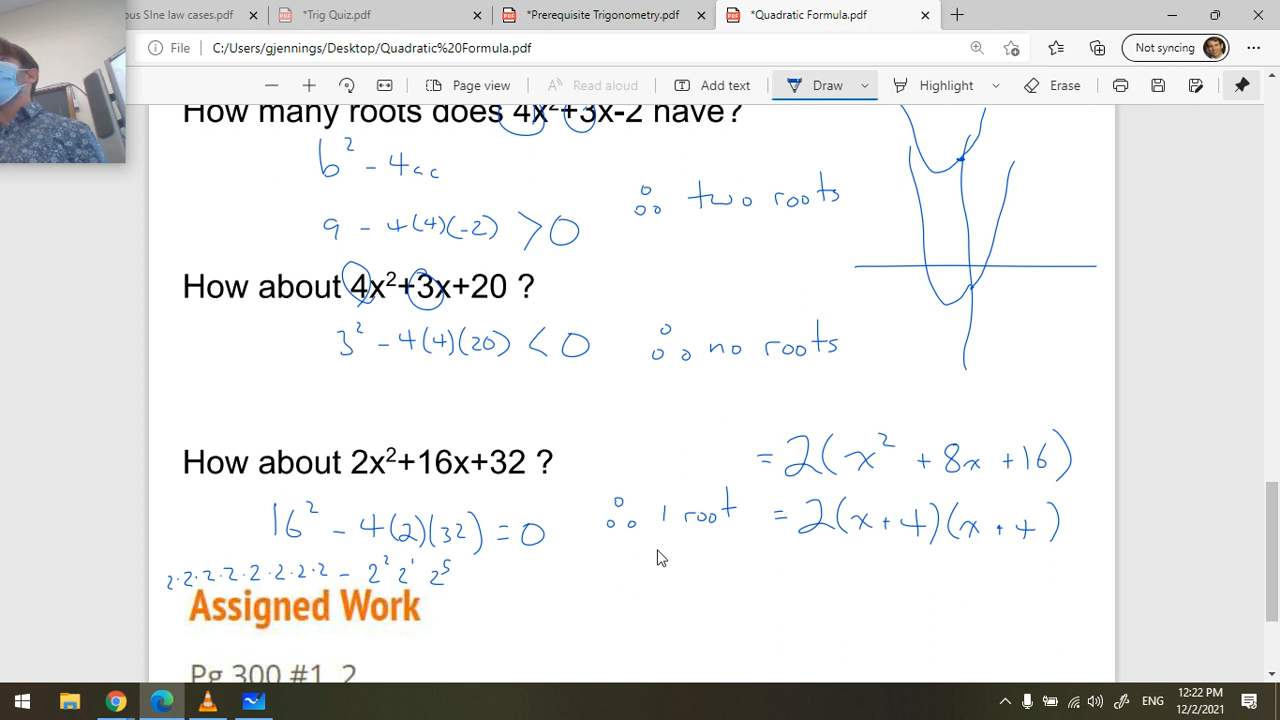 ous SIne law cases.pdf
*Trig Quiz.pdf
*Prerequisite Trigonometry.pdf
*Quadratic Formula.pdf
File C:/Users/gjennings/Desktop/Quadratic%20Formula.pdf
Not syncing
Page view
Read aloud
Add text
Draw
Highlight
Erase
How many roots does 4x²+3x-2 have?
b² - 4ac
∴ two roots
9 - 4(4)(-2) > 0
How about 4x²+3x+20 ?
3² - 4(4)(20) < 0 ∴ no roots
How about 2x²+16x+32 ?
= 2(x² + 8x + 16)
16² - 4(2)(32) = 0 ∴ 1 root
= 2(x+4)(x+4)
2·2·2·2·2·2·2·2 - 2² 2¹ 2⁵
Assigned Work
Pg 300 #1, 2
ENG
12:22 PM
12/2/2021